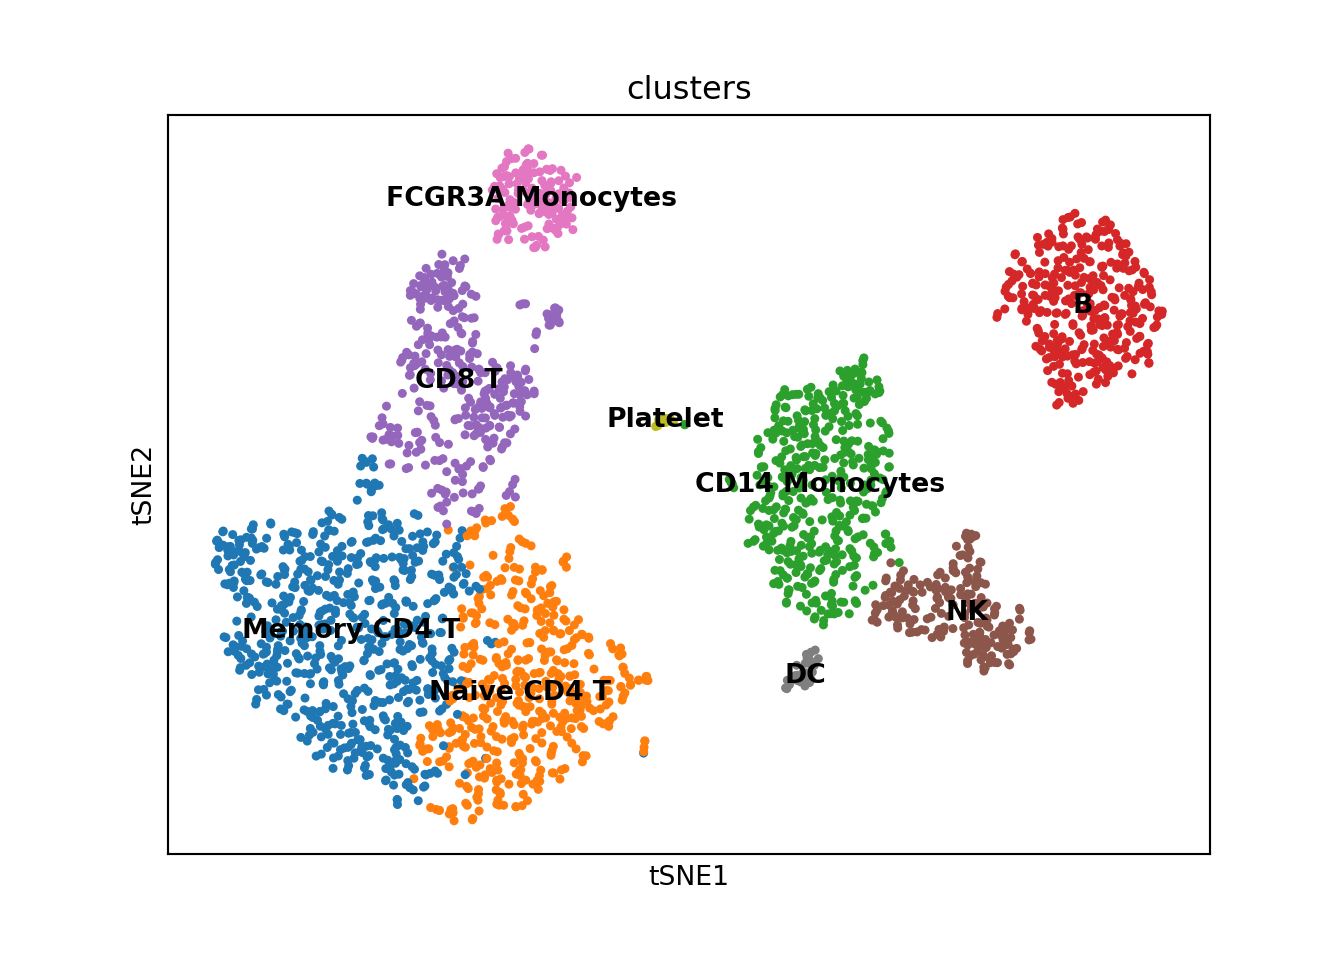 clusters
FCGR3A Monocytes
B
CD8 T
Platelet
CD14 Monocytes
NK
Memory CD4 T
DC
Naive CD4 T
tSNE2
tSNE1